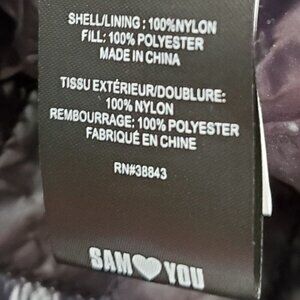 SHELL/LINING : 100%NYLON
FILL: 100% POLYESTER
MADE IN CHINA
TISSU EXTÉRIEUR/DOUBLURE:
100% NYLON
REMBOURRAGE: 100% POLYESTER
FABRIQUÉ EN CHINE
RN#38843
SAM♥YOU